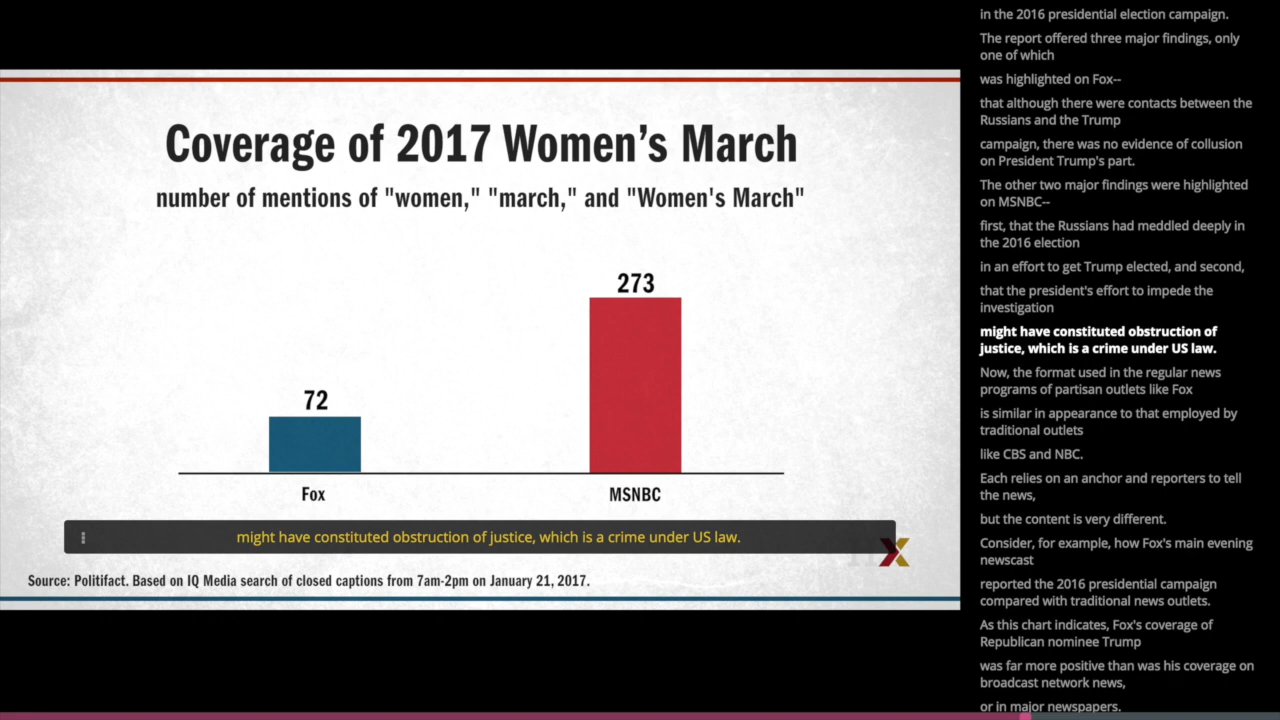 Coverage of 2017 Women's March
number of mentions of "women," "march," and "Women's March"
72
273
Fox
MSNBC
might have constituted obstruction of justice, which is a crime under US law.
Source: Politifact. Based on IQ Media search of closed captions from 7am-2pm on January 21, 2017.
in the 2016 presidential election campaign.
The report offered three major findings, only
one of which
was highlighted on Fox--
that although there were contacts between the
Russians and the Trump
campaign, there was no evidence of collusion
on President Trump's part.
The other two major findings were highlighted
on MSNBC--
first, that the Russians had meddled deeply in
the 2016 election
in an effort to get Trump elected, and second,
that the president's effort to impede the
investigation
might have constituted obstruction of
justice, which is a crime under US law.
Now, the format used in the regular news
programs of partisan outlets like Fox
is similar in appearance to that employed by
traditional outlets
like CBS and NBC.
Each relies on an anchor and reporters to tell
the news,
but the content is very different.
Consider, for example, how Fox's main evening
newscast
reported the 2016 presidential campaign
compared with traditional news outlets.
As this chart indicates, Fox's coverage of
Republican nominee Trump
was far more positive than was his coverage on
broadcast network news,
or in major newspapers.